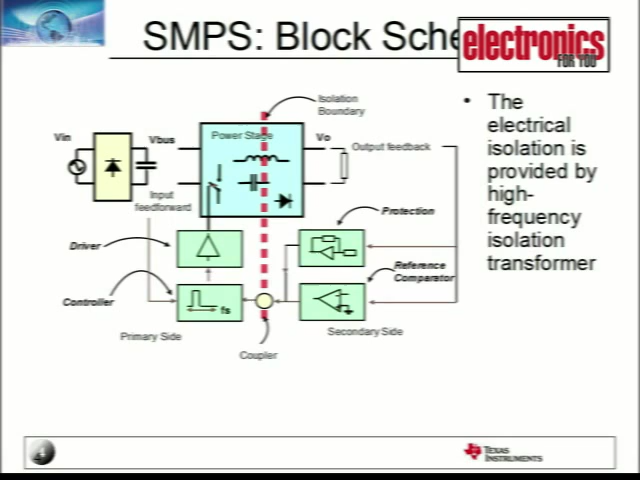 SMPS: Block Sche
electronics
FOR YOU
Isolation
Boundary
Vin
Vbus
Power Stage
Vo
Output feedback
Input
feedforward
Protection
Driver
Reference
Comparator
Controller
fs
Primary Side
Secondary Side
Coupler
• The
electrical
isolation is
provided by
high-
frequency
isolation
transformer
TEXAS
INSTRUMENTS